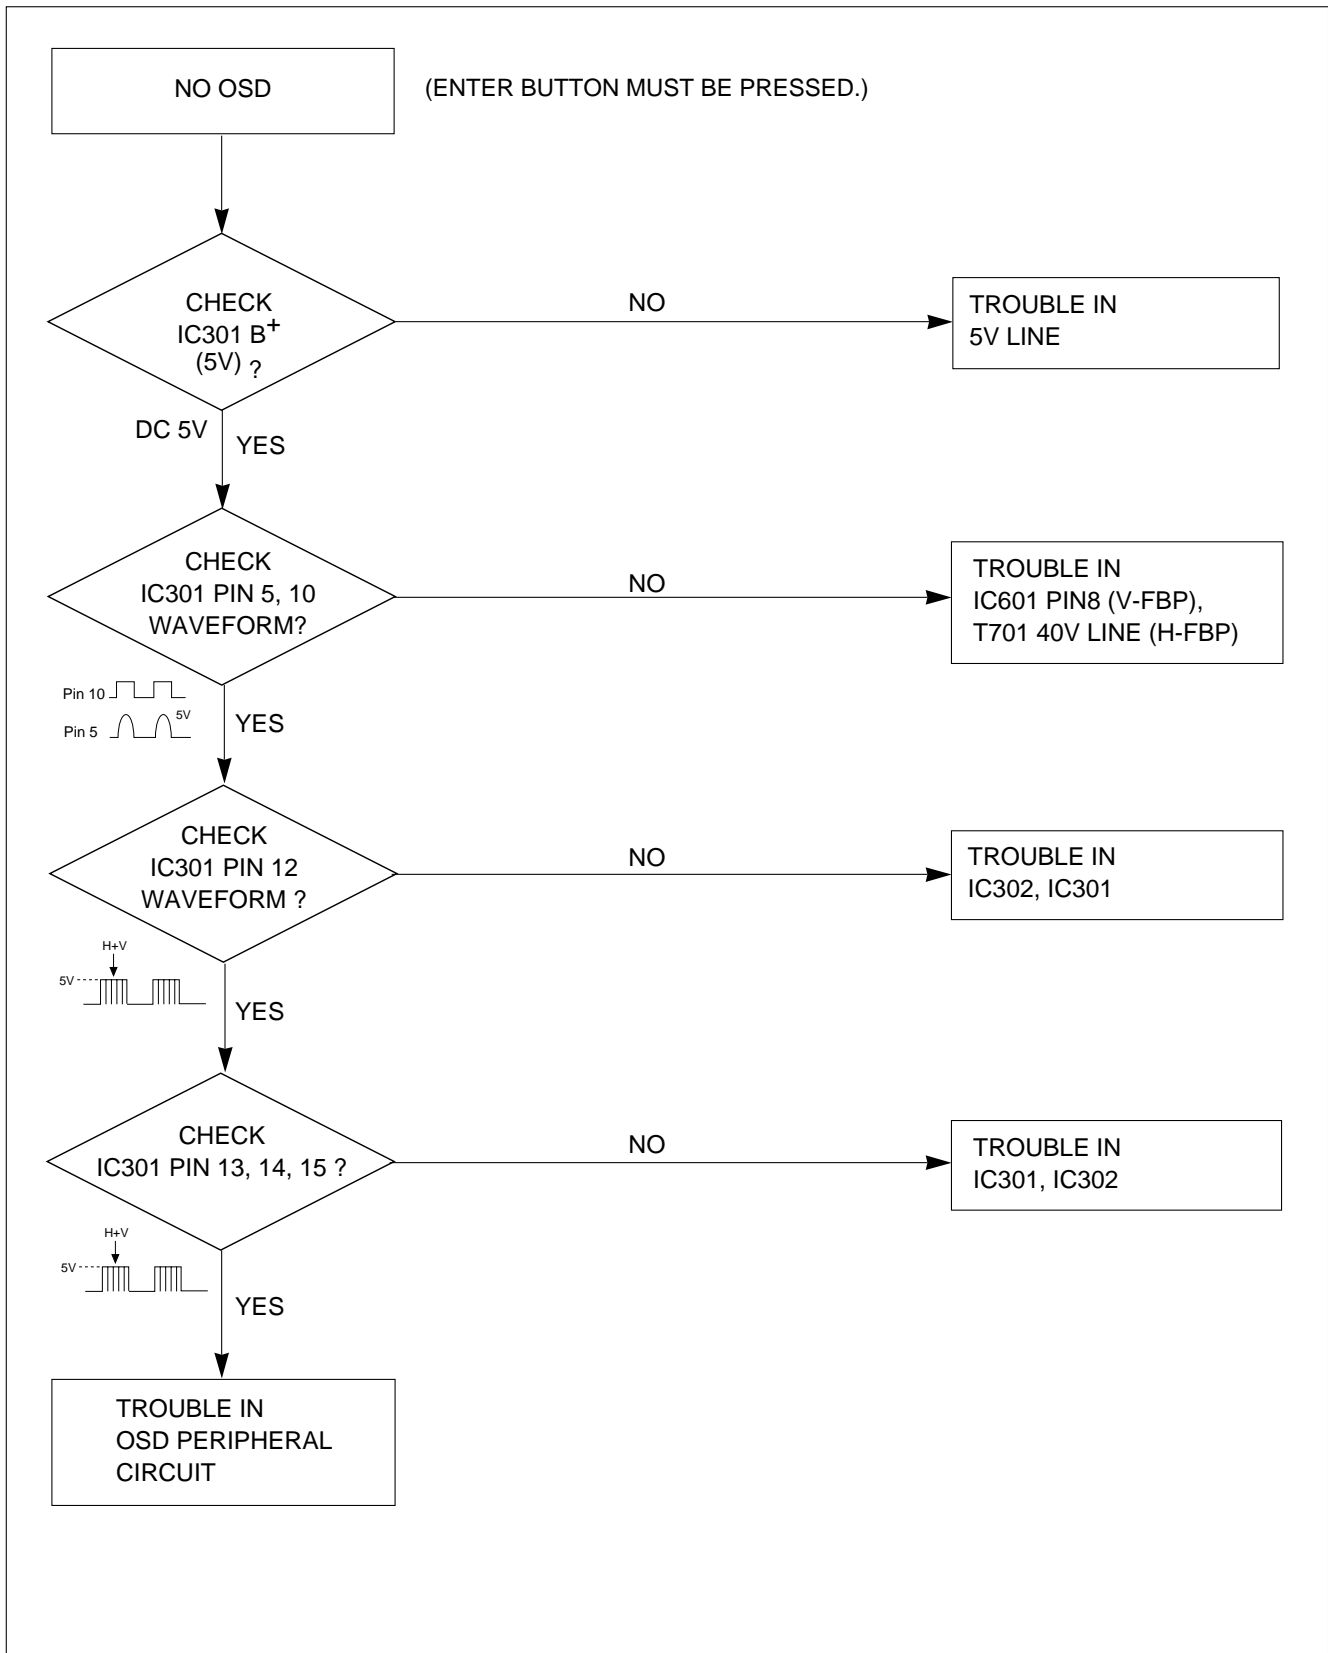 NO OSD
(ENTER BUTTON MUST BE PRESSED.)
CHECK
IC301 B+
(5V) ?
NO
TROUBLE IN
5V LINE
DC 5V
YES
CHECK
IC301 PIN 5, 10
WAVEFORM?
NO
TROUBLE IN
IC601 PIN8 (V-FBP),
T701 40V LINE (H-FBP)
Pin 10
5V
Pin 5
YES
CHECK
IC301 PIN 12
WAVEFORM ?
NO
TROUBLE IN
IC302, IC301
H+V
5V
YES
CHECK
IC301 PIN 13, 14, 15 ?
NO
TROUBLE IN
IC301, IC302
H+V
5V
YES
TROUBLE IN
OSD PERIPHERAL
CIRCUIT